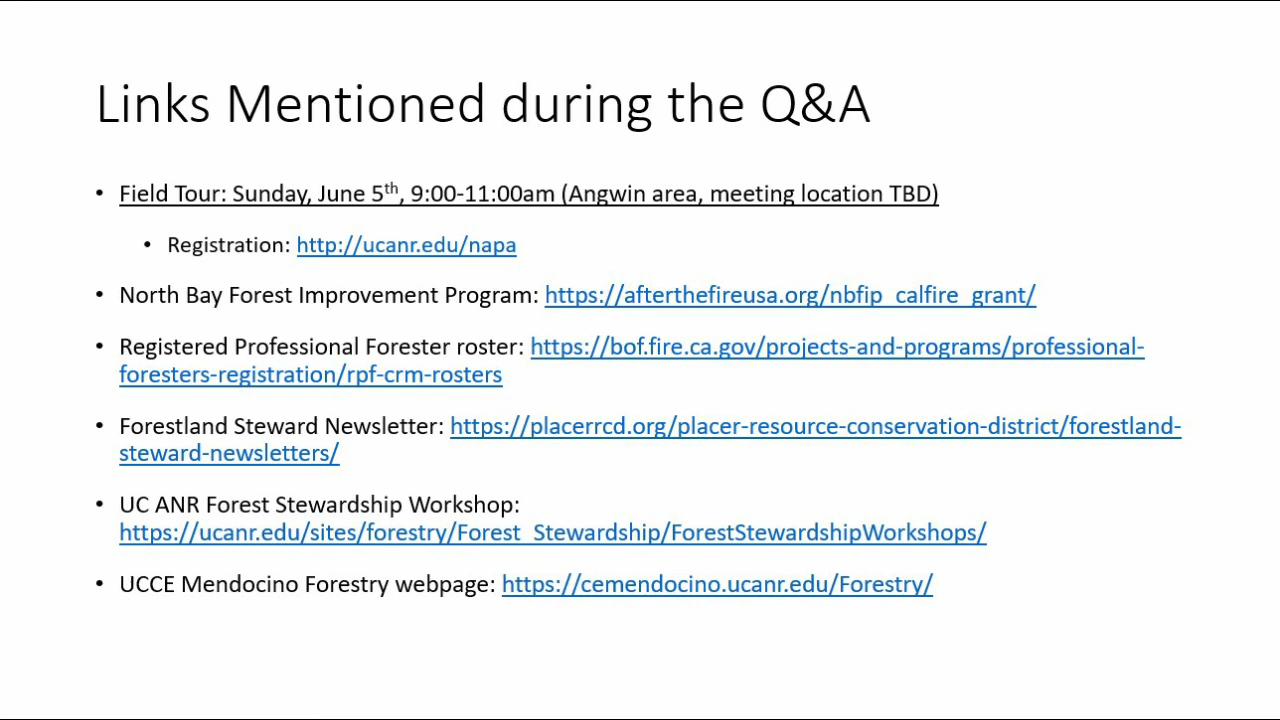 Links Mentioned during the Q&A
• Field Tour: Sunday, June 5th, 9:00-11:00am (Angwin area, meeting location TBD)
• Registration: http://ucanr.edu/napa
• North Bay Forest Improvement Program: https://afterthefireusa.org/nbfip_calfire_grant/
• Registered Professional Forester roster: https://bof.fire.ca.gov/projects-and-programs/professional-
foresters-registration/rpf-crm-rosters
• Forestland Steward Newsletter: https://placerrcd.org/placer-resource-conservation-district/forestland-
steward-newsletters/
• UC ANR Forest Stewardship Workshop:
https://ucanr.edu/sites/forestry/Forest_Stewardship/ForestStewardshipWorkshops/
• UCCE Mendocino Forestry webpage: https://cemendocino.ucanr.edu/Forestry/